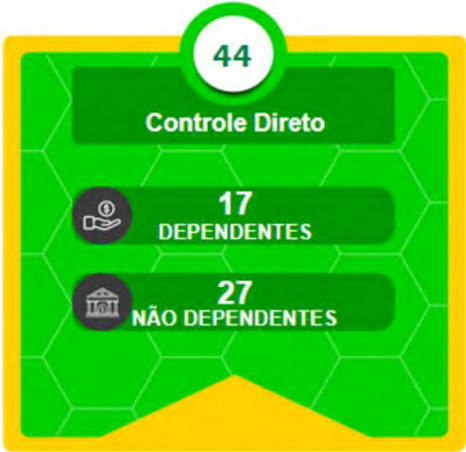 44
Controle Direto
17
DEPENDENTES
27
NÃO DEPENDENTES